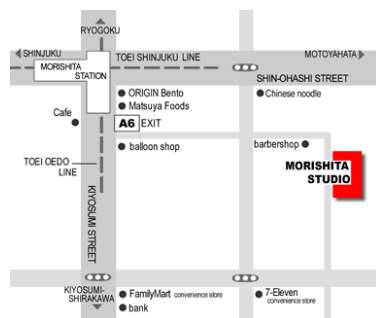 RYOGOKU
SHINJUKU
TOEI SHINJUKU LINE
MOTOYAHATA
MORISHITA
STATION
SHIN-OHASHI STREET
ORIGIN Bento
Chinese noodle
Matsuya Foods
Cafe
A6 EXIT
balloon shop
barbershop
TOEI OEDO
LINE
MORISHITA
STUDIO
KIYOSUMI STREET
KIYOSUMI-
SHIRAKAWA
FamilyMart convenience store
bank
7-Eleven
convenience store